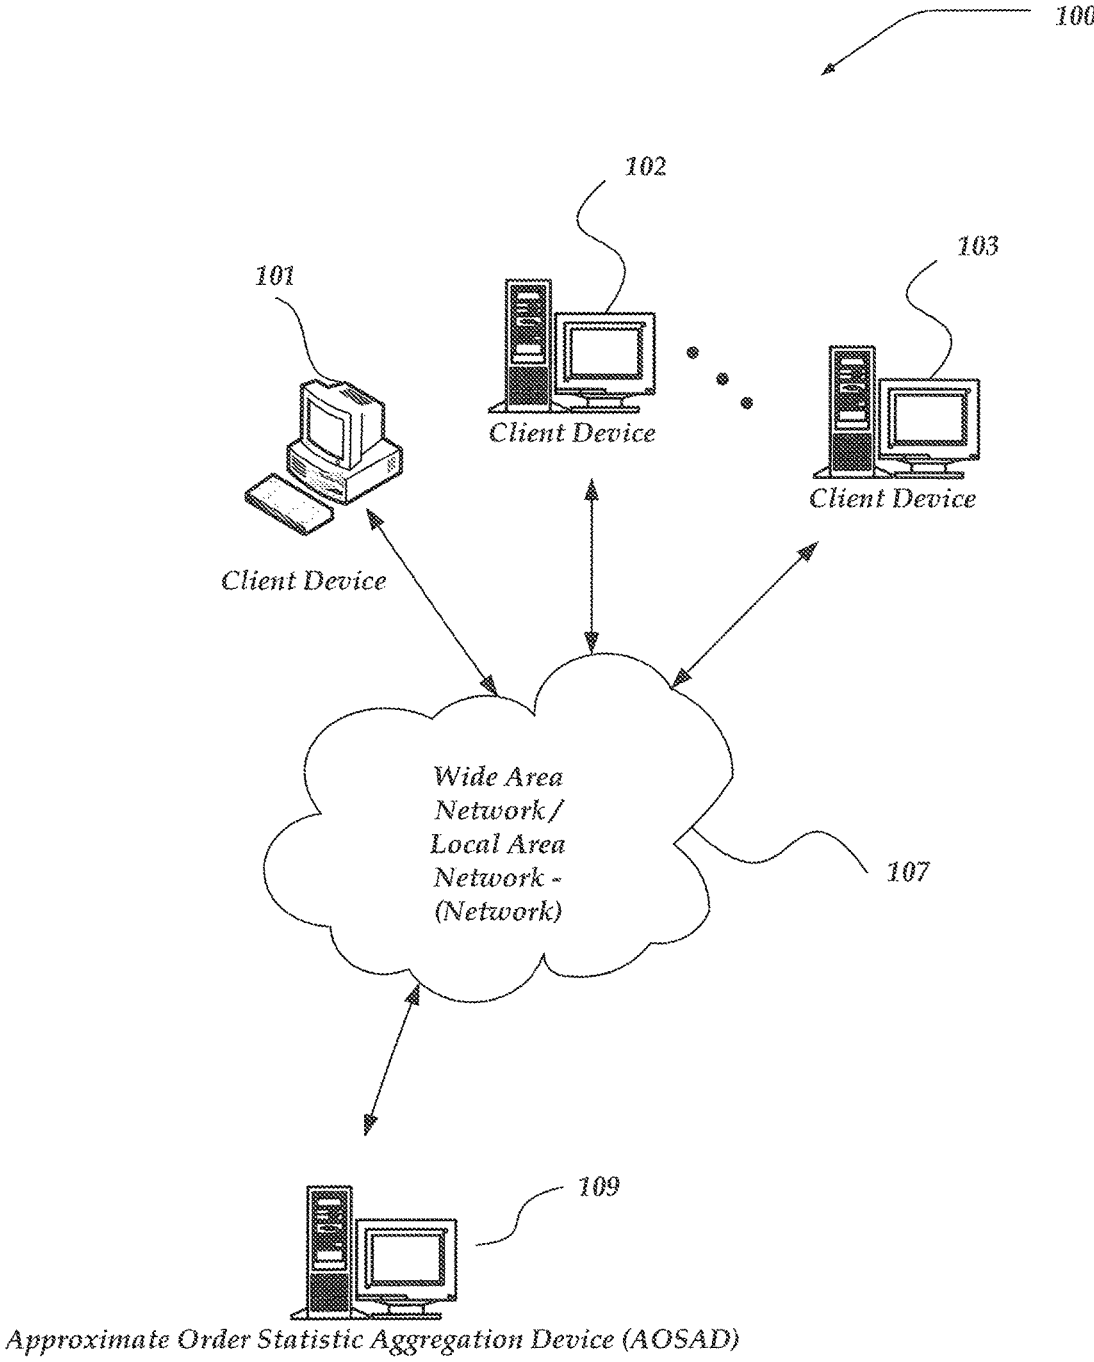 100
102
103
101
Client Device
Client Device
Client Device
Wide Area
Network /
Local Area
Network -
(Network)
107
109
Approximate Order Statistic Aggregation Device (AOSAD)